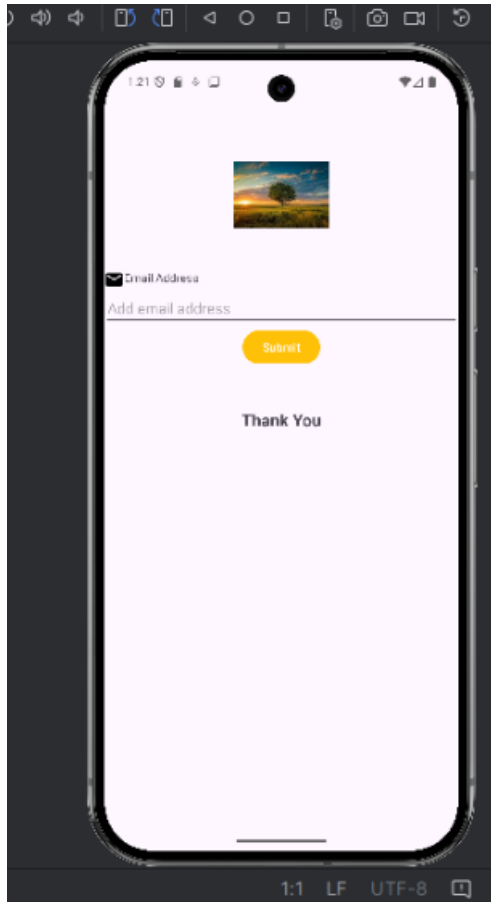 1:21
Email Address
Add email address
Submit
Thank You
1:1 LF UTF-8